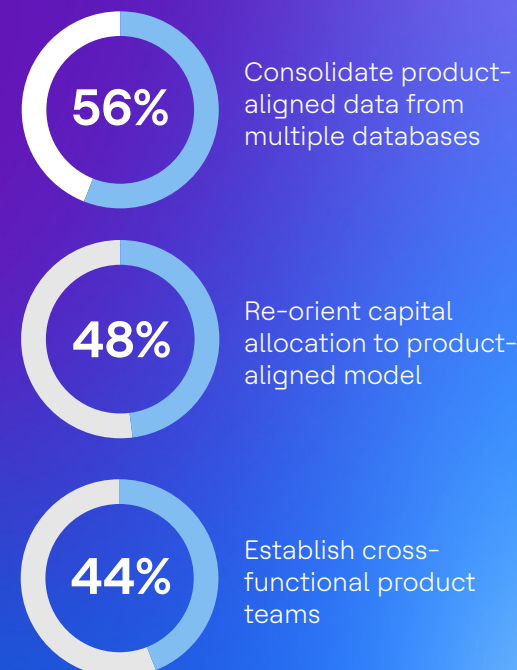 56%
Consolidate product-
aligned data from
multiple databases
48%
Re-orient capital
allocation to product-
aligned model
44%
Establish cross-
functional product
teams